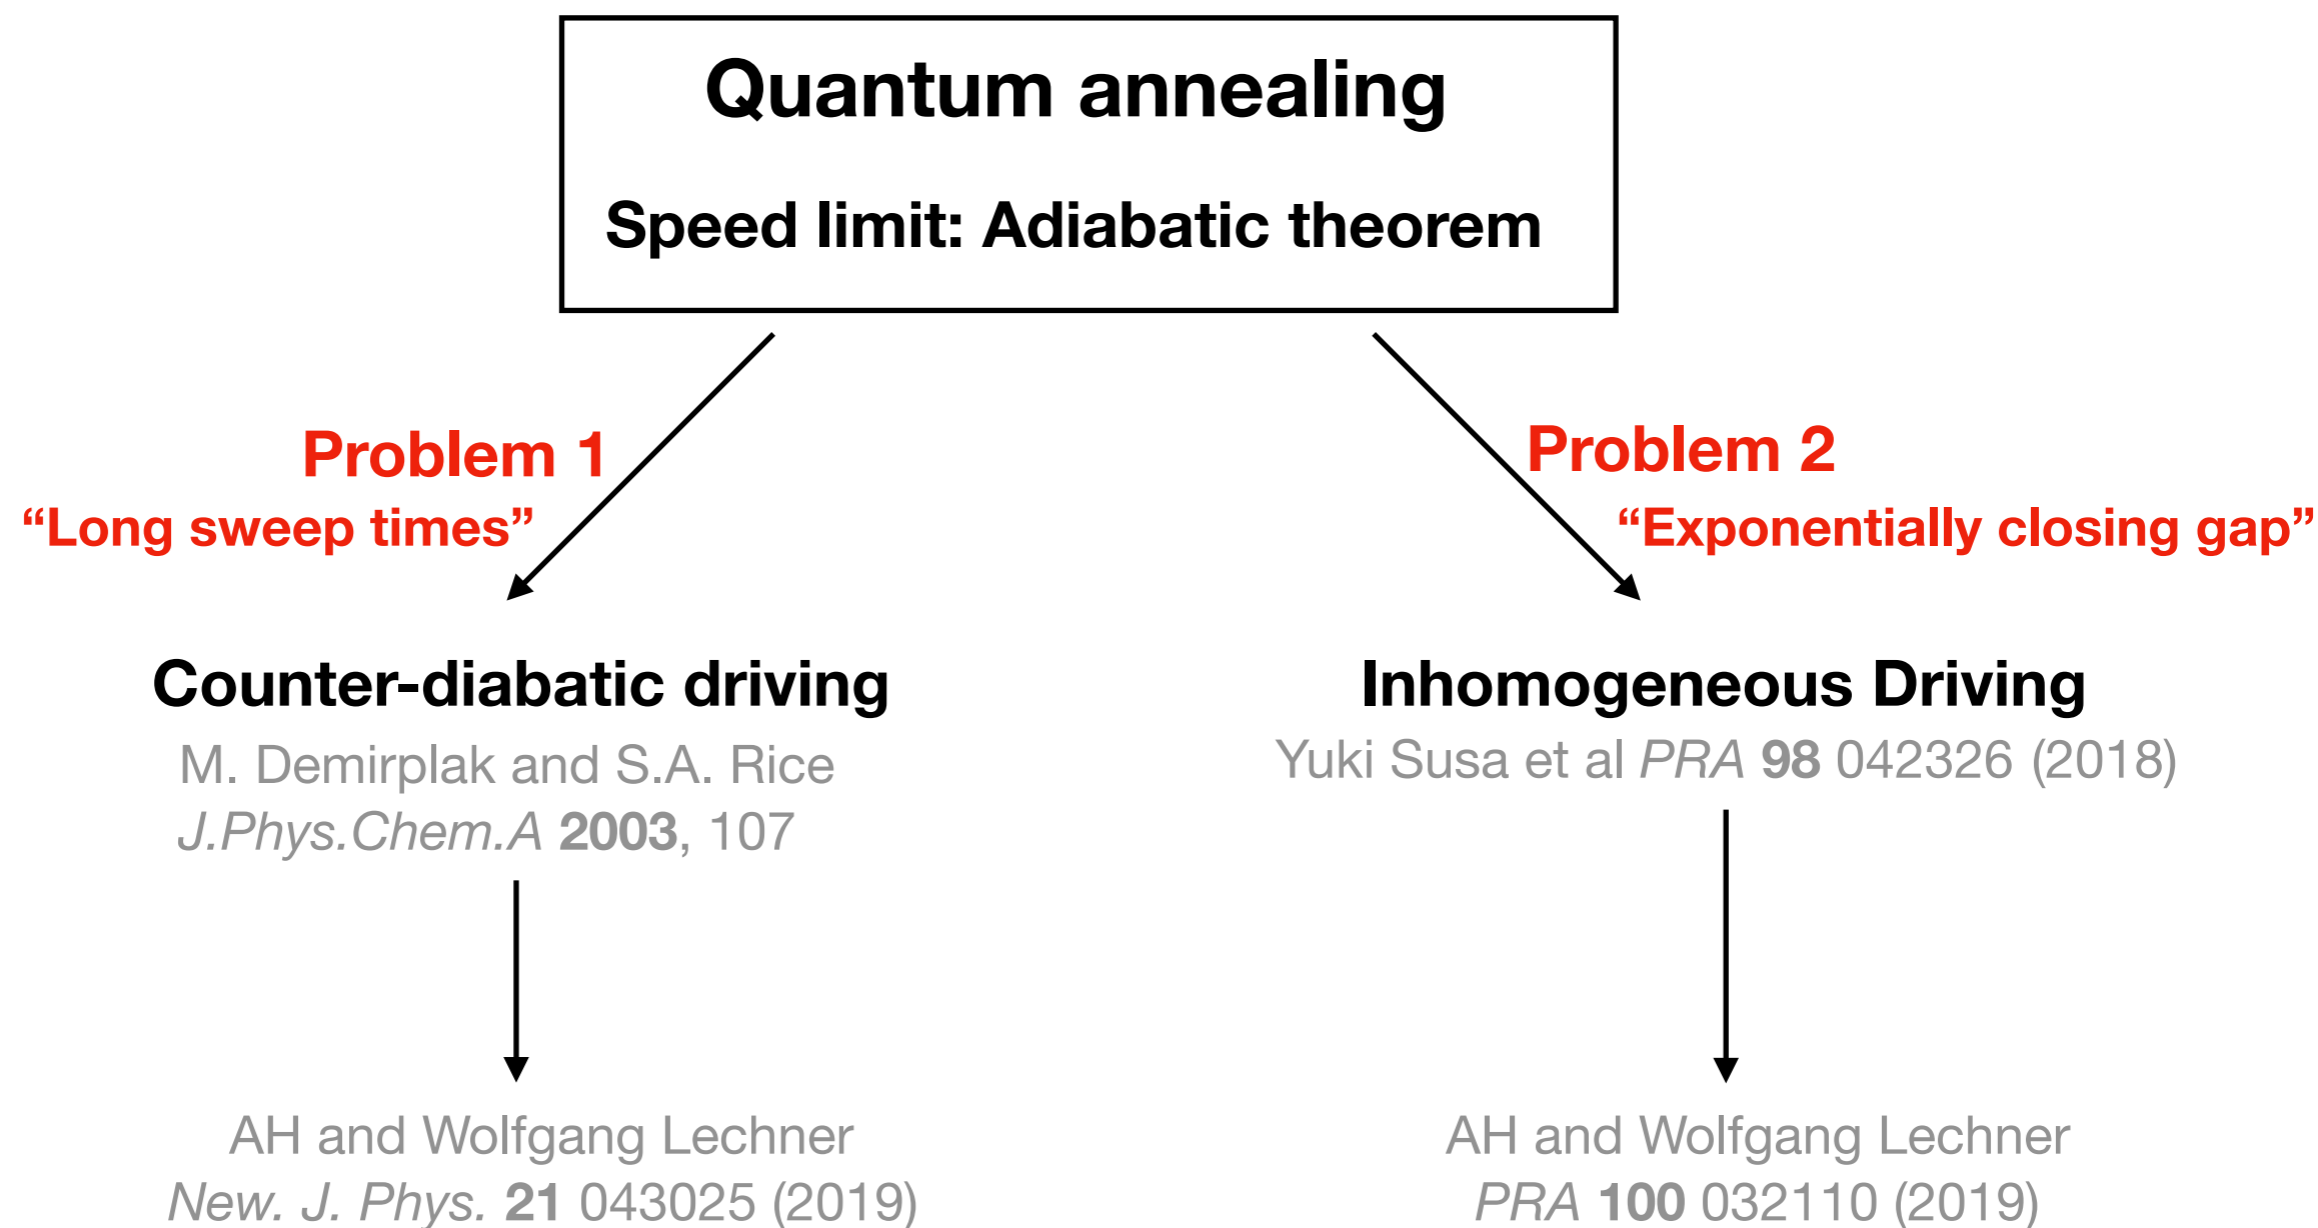 Quantum annealing
Speed limit: Adiabatic theorem
Problem 1
“Long sweep times”
Problem 2
“Exponentially closing gap”
Counter-diabatic driving
M. Demirplak and S.A. Rice
J.Phys.Chem.A 2003, 107
Inhomogeneous Driving
Yuki Susa et al PRA 98 042326 (2018)
AH and Wolfgang Lechner
New. J. Phys. 21 043025 (2019)
AH and Wolfgang Lechner
PRA 100 032110 (2019)